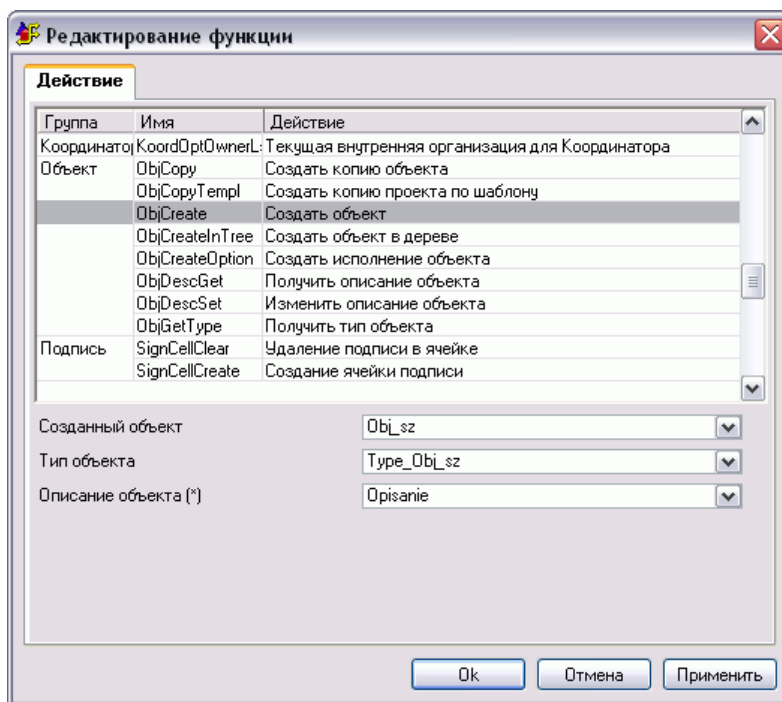 Редактирование функции
Действие
Группа Имя Действие
Координато KoordOptOwnerL Текущая внутренняя организация для Координатора
Объект ObjCopy Создать копию объекта
ObjCopyTempl Создать копию проекта по шаблону
ObjCreate Создать объект
ObjCreateInTree Создать объект в дереве
ObjCreateOption Создать исполнение объекта
ObjDescGet Получить описание объекта
ObjDescSet Изменить описание объекта
ObjGetType Получить тип объекта
Подпись SignCellClear Удаление подписи в ячейке
SignCellCreate Создание ячейки подписи
Созданный объект Obj_sz
Тип объекта Type_Obj_sz
Описание объекта (*) Opisanie
Ok Отмена Применить